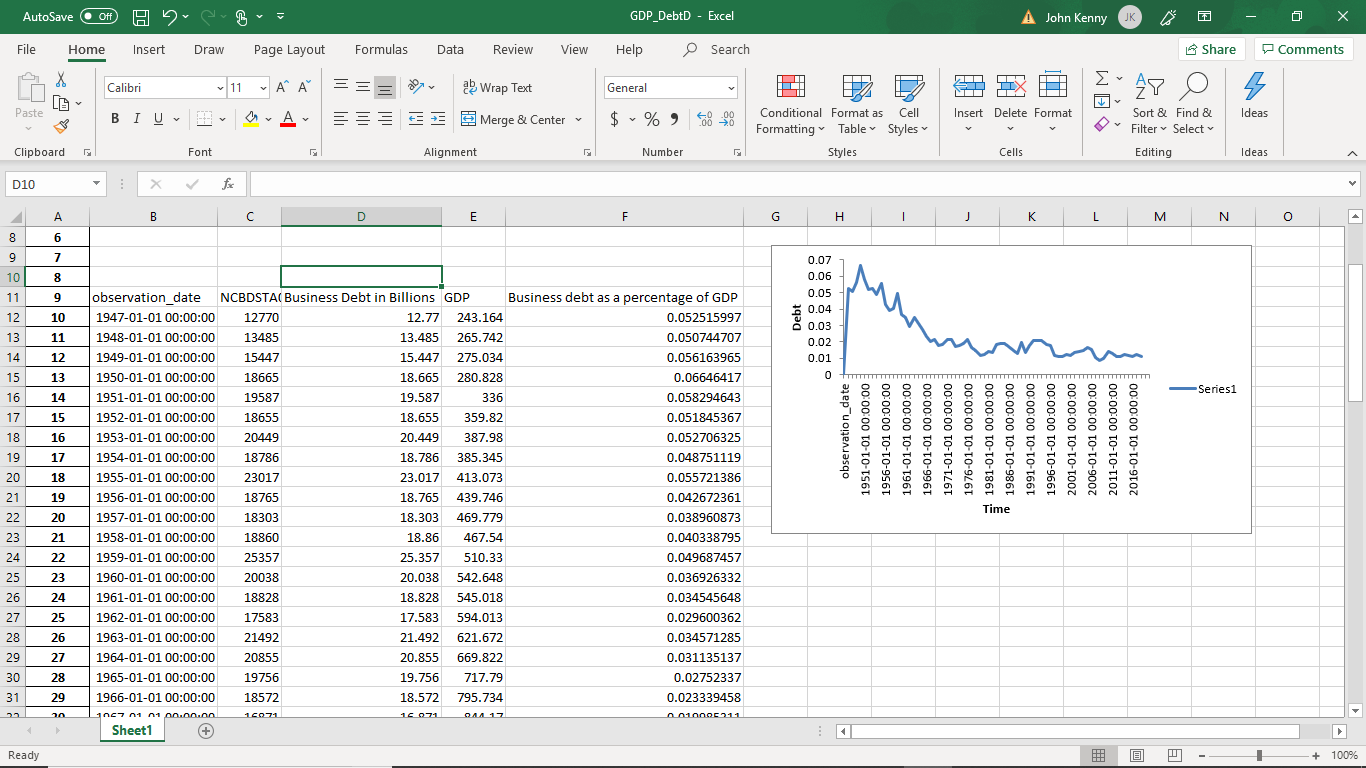 AutoSave Off GDP_DebtD - Excel John Kenny JK
File Home Insert Draw Page Layout Formulas Data Review View Help Search Share Comments
Paste
Clipboard
Calibri 11
B I U
Font
Wrap Text
Merge & Center
Alignment
General
$ % ,
Number
Conditional Formatting
Format as Table
Cell Styles
Styles
Insert
Delete
Format
Cells
Sort & Filter
Find & Select
Editing
Ideas
Ideas
D10 fx
A B C D E F G H I J K L M N O
8 6
9 7
10 8
11 9 observation_date NCBDSTA Business Debt in Billions GDP Business debt as a percentage of GDP
12 10 1947-01-01 00:00:00 12770 12.77 243.164 0.052515997
13 11 1948-01-01 00:00:00 13485 13.485 265.742 0.050744707
14 12 1949-01-01 00:00:00 15447 15.447 275.034 0.056163965
15 13 1950-01-01 00:00:00 18665 18.665 280.828 0.06646417
16 14 1951-01-01 00:00:00 19587 19.587 336 0.058294643
17 15 1952-01-01 00:00:00 18655 18.655 359.82 0.051845367
18 16 1953-01-01 00:00:00 20449 20.449 387.98 0.052706325
19 17 1954-01-01 00:00:00 18786 18.786 385.345 0.048751119
20 18 1955-01-01 00:00:00 23017 23.017 413.073 0.055721386
21 19 1956-01-01 00:00:00 18765 18.765 439.746 0.042672361
22 20 1957-01-01 00:00:00 18303 18.303 469.779 0.038960873
23 21 1958-01-01 00:00:00 18860 18.86 467.54 0.040338795
24 22 1959-01-01 00:00:00 25357 25.357 510.33 0.049687457
25 23 1960-01-01 00:00:00 20038 20.038 542.648 0.036926332
26 24 1961-01-01 00:00:00 18828 18.828 545.018 0.034545648
27 25 1962-01-01 00:00:00 17583 17.583 594.013 0.029600362
28 26 1963-01-01 00:00:00 21492 21.492 621.672 0.034571285
29 27 1964-01-01 00:00:00 20855 20.855 669.822 0.031135137
30 28 1965-01-01 00:00:00 19756 19.756 717.79 0.02752337
31 29 1966-01-01 00:00:00 18572 18.572 795.734 0.023339458
0.07
0.06
0.05
0.04
0.03
0.02
0.01
0
Debt
observation_date
1951-01-01 00:00:00
1956-01-01 00:00:00
1961-01-01 00:00:00
1966-01-01 00:00:00
1971-01-01 00:00:00
1976-01-01 00:00:00
1981-01-01 00:00:00
1986-01-01 00:00:00
1991-01-01 00:00:00
1996-01-01 00:00:00
2001-01-01 00:00:00
2006-01-01 00:00:00
2011-01-01 00:00:00
2016-01-01 00:00:00
Time
Series1
Sheet1
Ready 100%